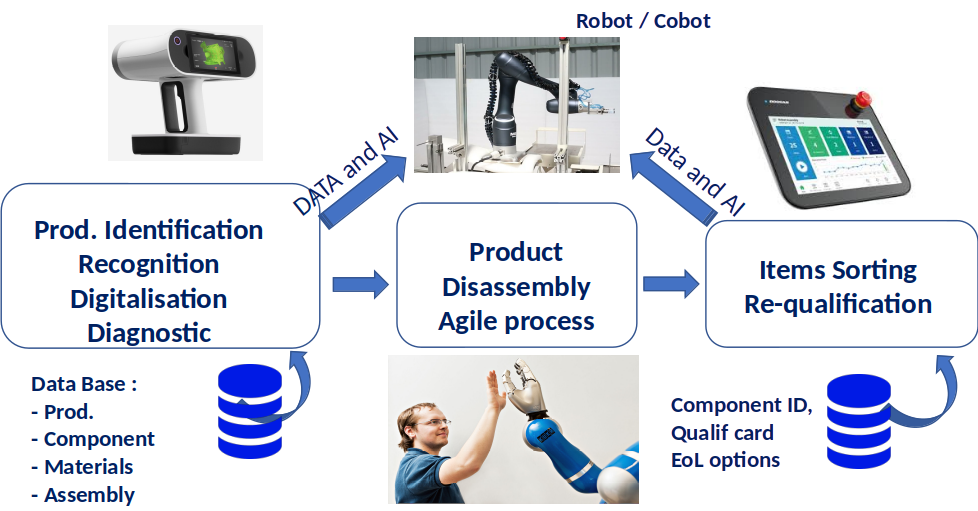 Robot / Cobot
DATA and AI
Data and AI
Prod. Identification
Recognition
Digitalisation
Diagnostic
Product
Disassembly
Agile process
Items Sorting
Re-qualification
Data Base :
- Prod.
- Component
- Materials
- Assembly
Component ID,
Qualif card
EoL options